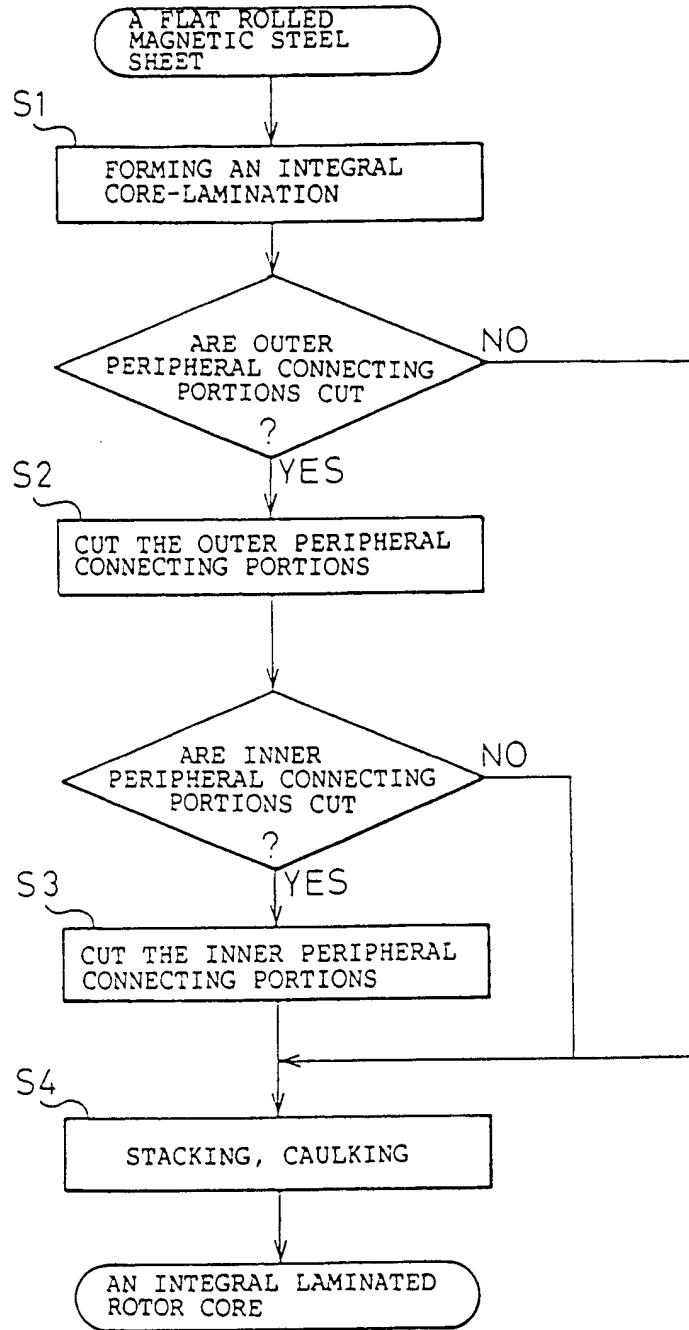 A FLAT ROLLED
MAGNETIC STEEL
SHEET
S1
FORMING AN INTEGRAL
CORE-LAMINATION
ARE OUTER
PERIPHERAL CONNECTING
PORTIONS CUT
?
NO
YES
S2
CUT THE OUTER PERIPHERAL
CONNECTING PORTIONS
ARE INNER
PERIPHERAL CONNECTING
PORTIONS CUT
?
NO
YES
S3
CUT THE INNER PERIPHERAL
CONNECTING PORTIONS
S4
STACKING, CAULKING
AN INTEGRAL LAMINATED
ROTOR CORE